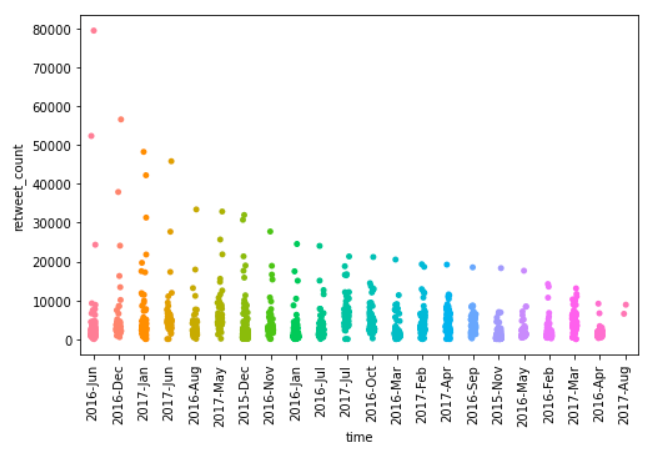 80000
70000
60000
50000
40000
30000
20000
10000
0
retweet_count
2016-Jun
2016-Dec
2017-Jan
2017-Jun
2016-Aug
2017-May
2015-Dec
2016-Nov
2016-Jan
2016-Jul
2017-Jul
2016-Oct
2016-Mar
2017-Feb
2017-Apr
2016-Sep
2015-Nov
2016-May
2016-Feb
2017-Mar
2016-Apr
2017-Aug
time